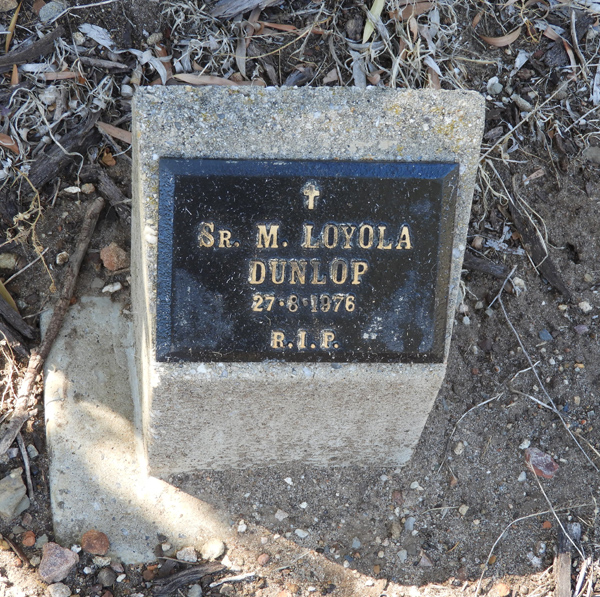 Sr. M. LOYOLA
DUNLOP
27·8·1976
R.I.P.